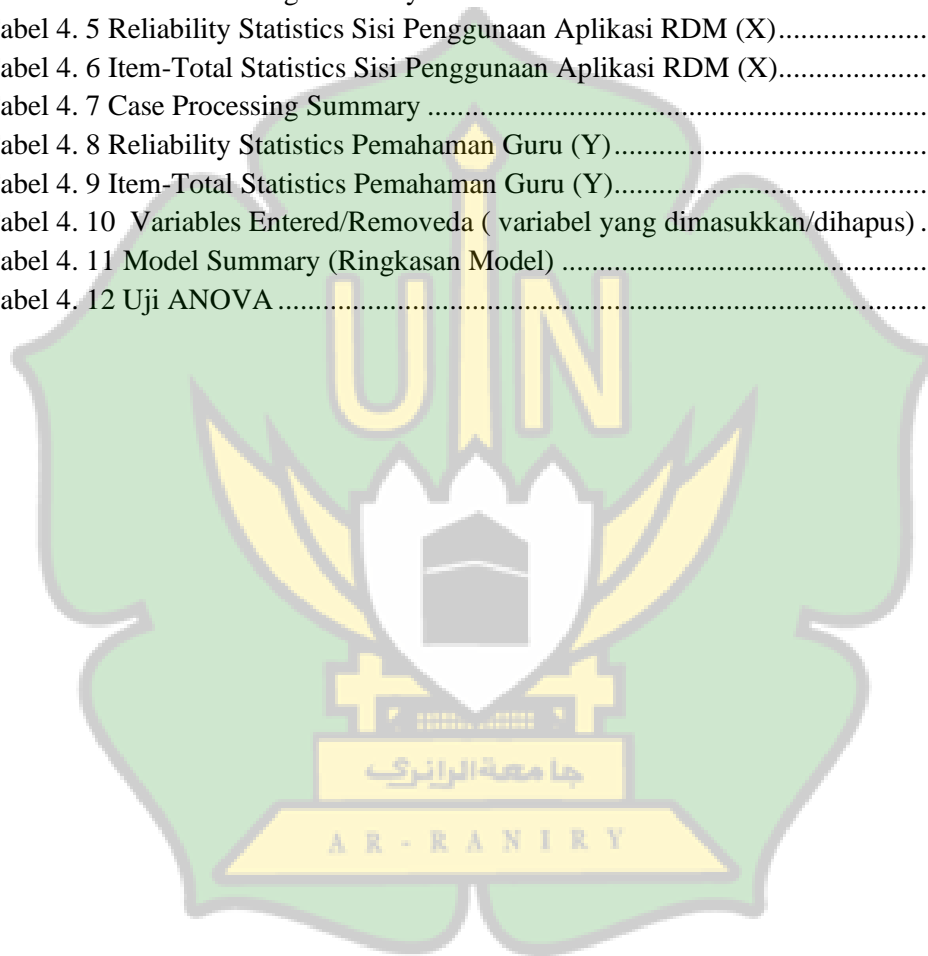 abel 4. 5 Reliability Statistics Sisi Penggunaan Aplikasi RDM (X).....................
abel 4. 6 Item-Total Statistics Sisi Penggunaan Aplikasi RDM (X).....................
abel 4. 7 Case Processing Summary .....................
abel 4. 8 Reliability Statistics Pemahaman Guru (Y).....................
abel 4. 9 Item-Total Statistics Pemahaman Guru (Y).....................
abel 4. 10  Variables Entered/Removeda ( variabel yang dimasukkan/dihapus) .
abel 4. 11 Model Summary (Ringkasan Model) .....................
abel 4. 12 Uji ANOVA .....................
UIN
جامعة الرانري
AR-RANIRY